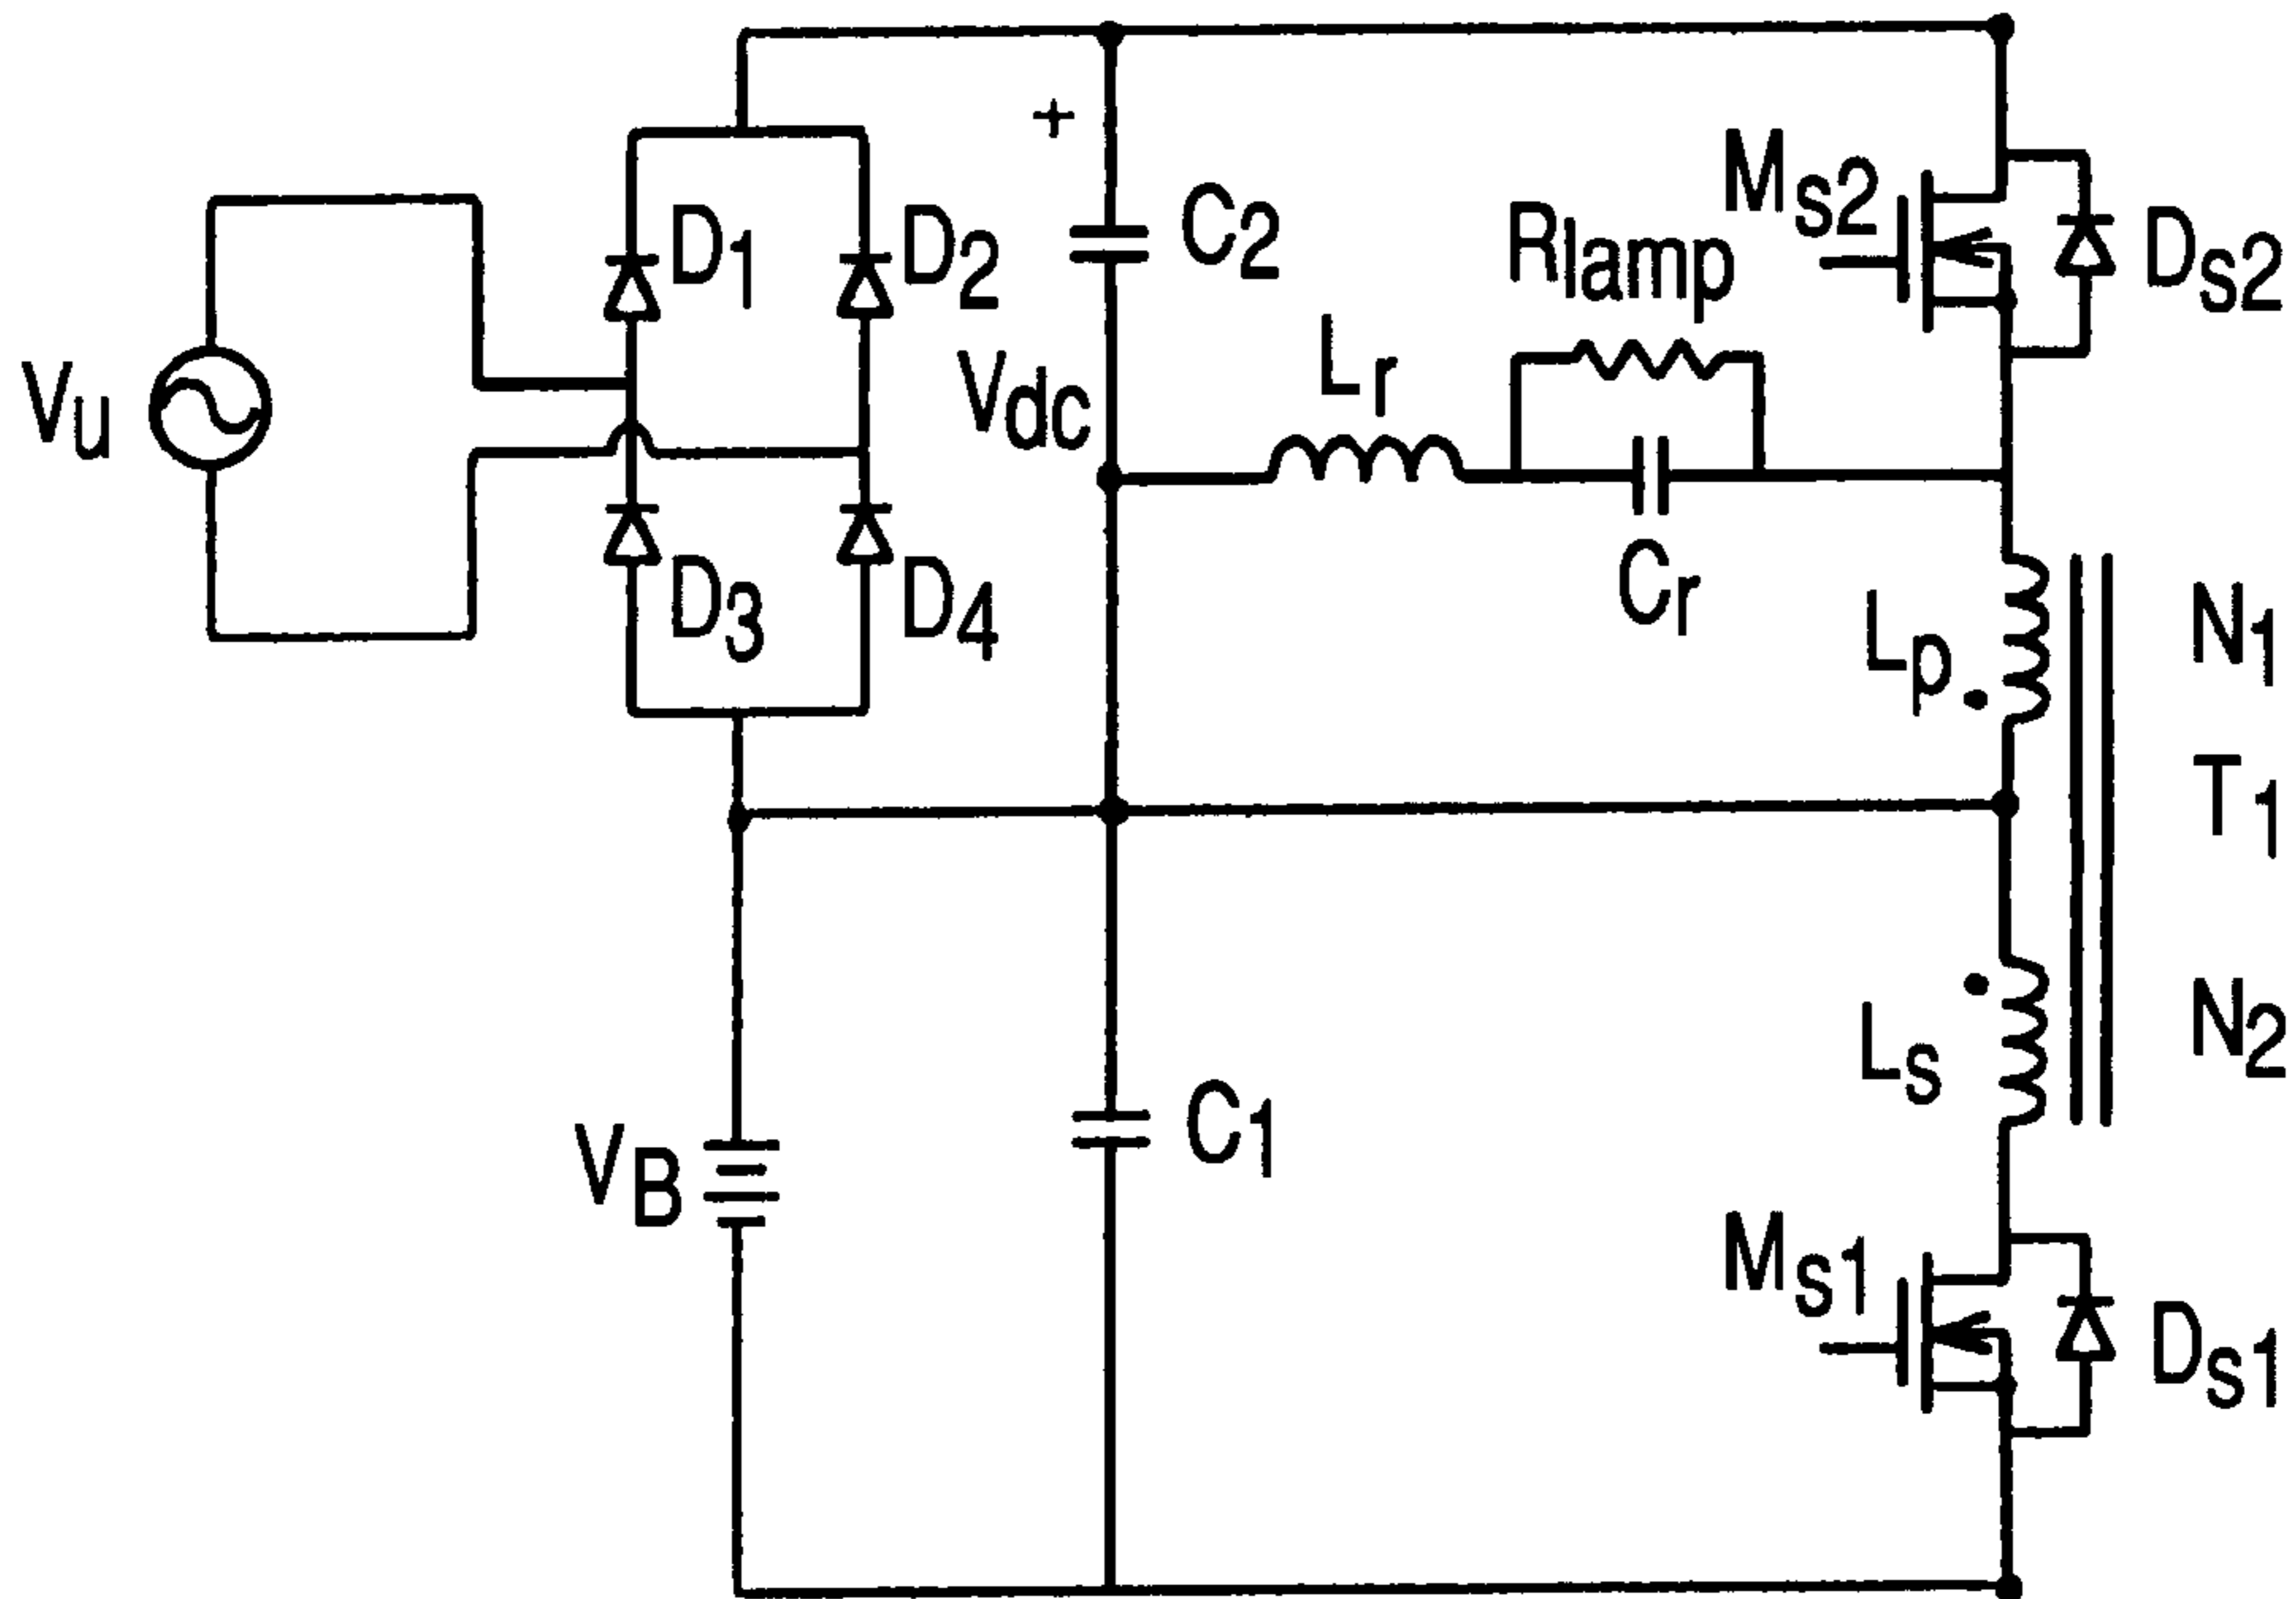 +
Ms2
D1
D2
C2
Rlamp
Ds2
Vu
Vdc
Lr
D3
D4
Cr
Lp
N1
T1
Ls
N2
VB
C1
Ms1
Ds1